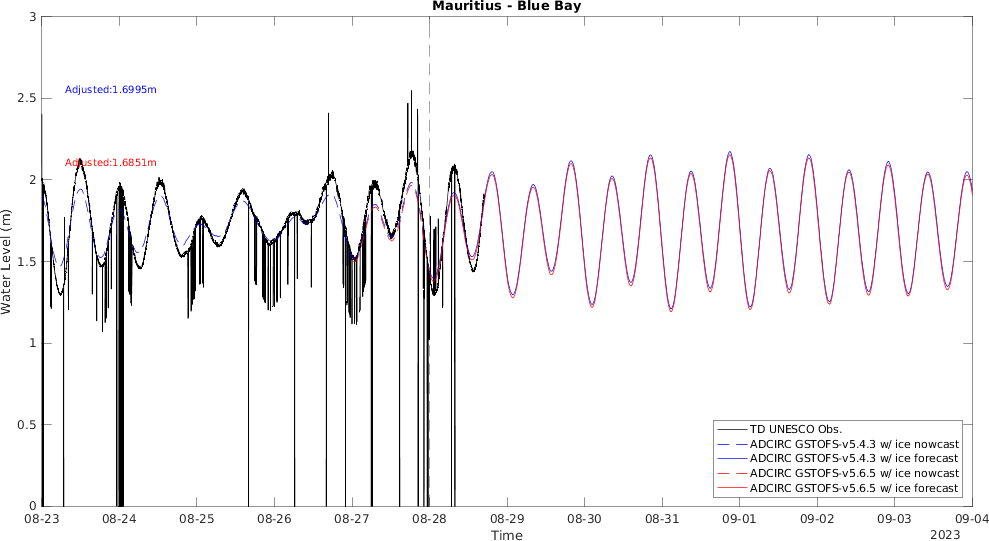 Mauritius - Blue Bay
3
2.5
2
1.5
1
0.5
0
Water Level (m)
Adjusted:1.6995m
Adjusted:1.6851m
TD UNESCO Obs.
ADCIRC GSTOFS-v5.4.3 w/ ice nowcast
ADCIRC GSTOFS-v5.4.3 w/ ice forecast
ADCIRC GSTOFS-v5.6.5 w/ ice nowcast
ADCIRC GSTOFS-v5.6.5 w/ ice forecast
08-23 08-24 08-25 08-26 08-27 08-28 08-29 08-30 08-31 09-01 09-02 09-03 09-04
Time
2023